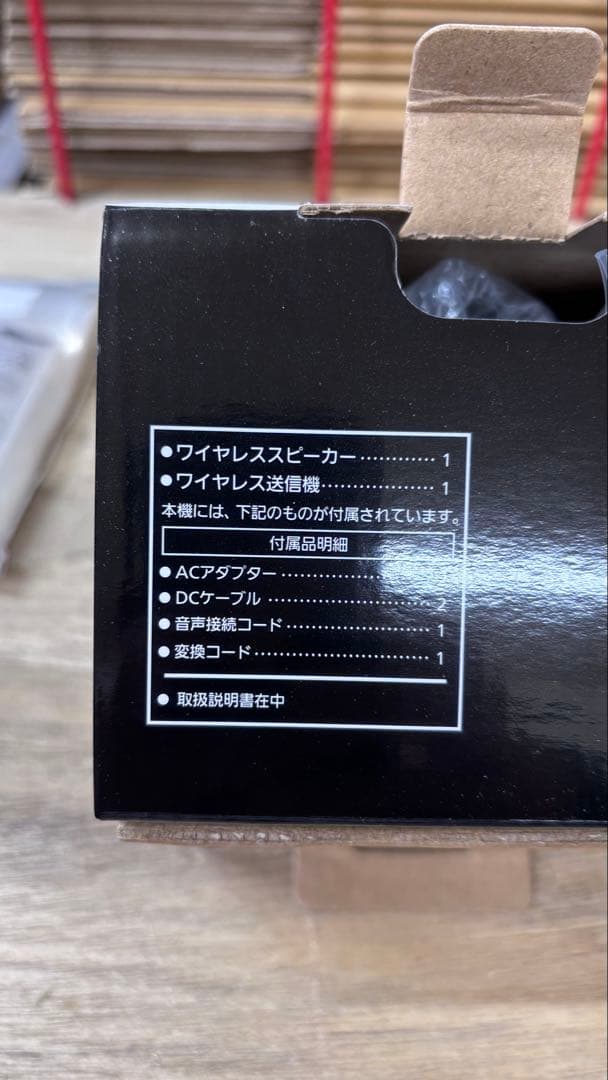 ●ワイヤレススピーカー············ 1
●ワイヤレス送信機·················· 1
本機には、下記のものが付属されています。
付属品明細
●ACアダプター··············
●DCケーブル ····················· 2
●音声接続コード······················· 1
●変換コード···························· 1
● 取扱説明書在中